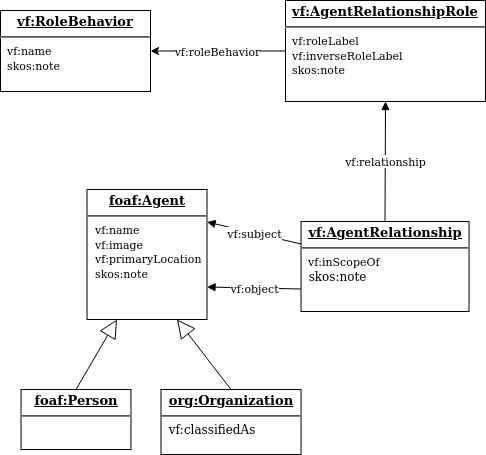 vf:RoleBehavior
vf:name
skos:note
vf:roleBehavior
vf:AgentRelationshipRole
vf:roleLabel
vf:inverseRoleLabel
skos:note
vf:relationship
foaf:Agent
vf:name
vf:image
vf:primaryLocation
skos:note
vf:subject
vf:object
vf:AgentRelationship
vf:inScopeOf
skos:note
foaf:Person
org:Organization
vf:classifiedAs